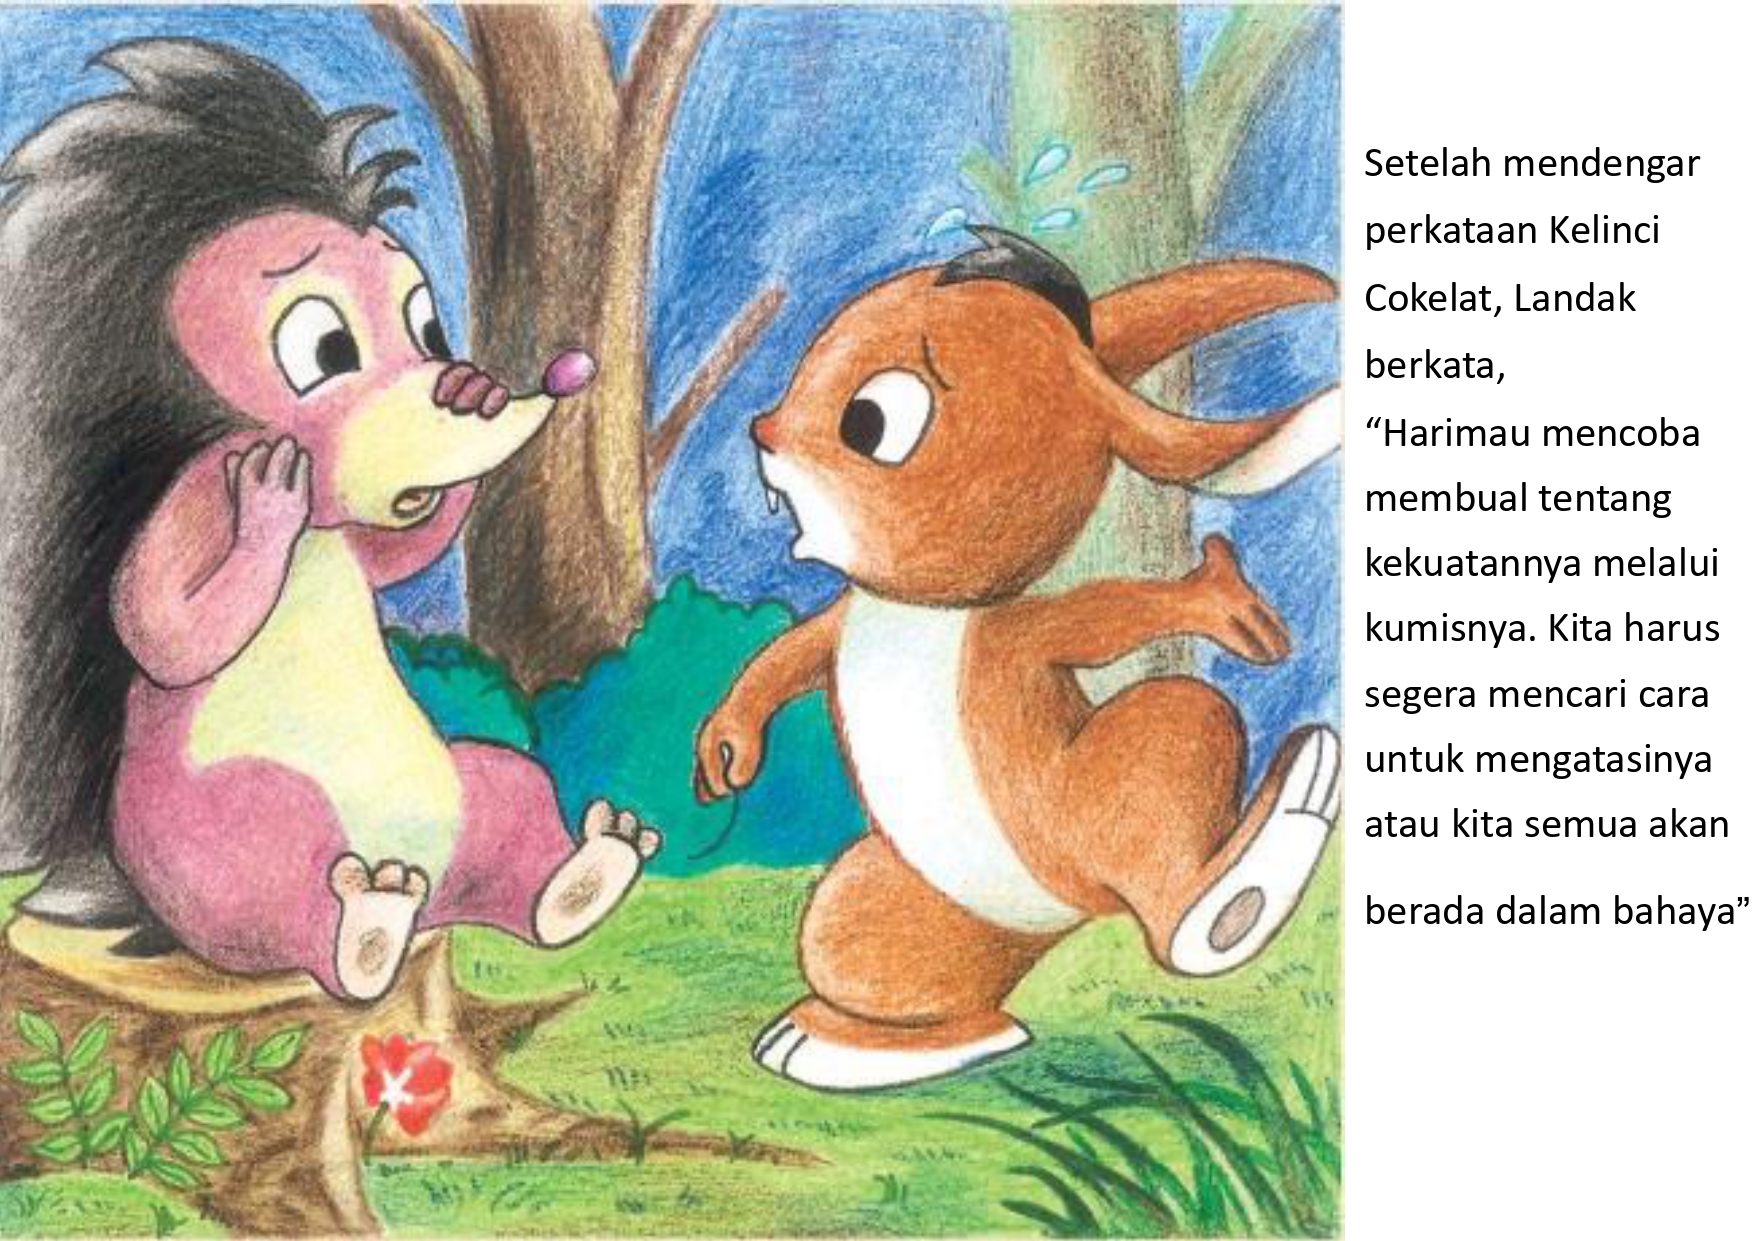 Setelah mendengar
perkataan Kelinci
Cokelat, Landak
berkata,
“Harimau mencoba
membual tentang
kekuatannya melalui
kumisnya. Kita harus
segera mencari cara
untuk mengatasinya
atau kita semua akan
berada dalam bahaya”